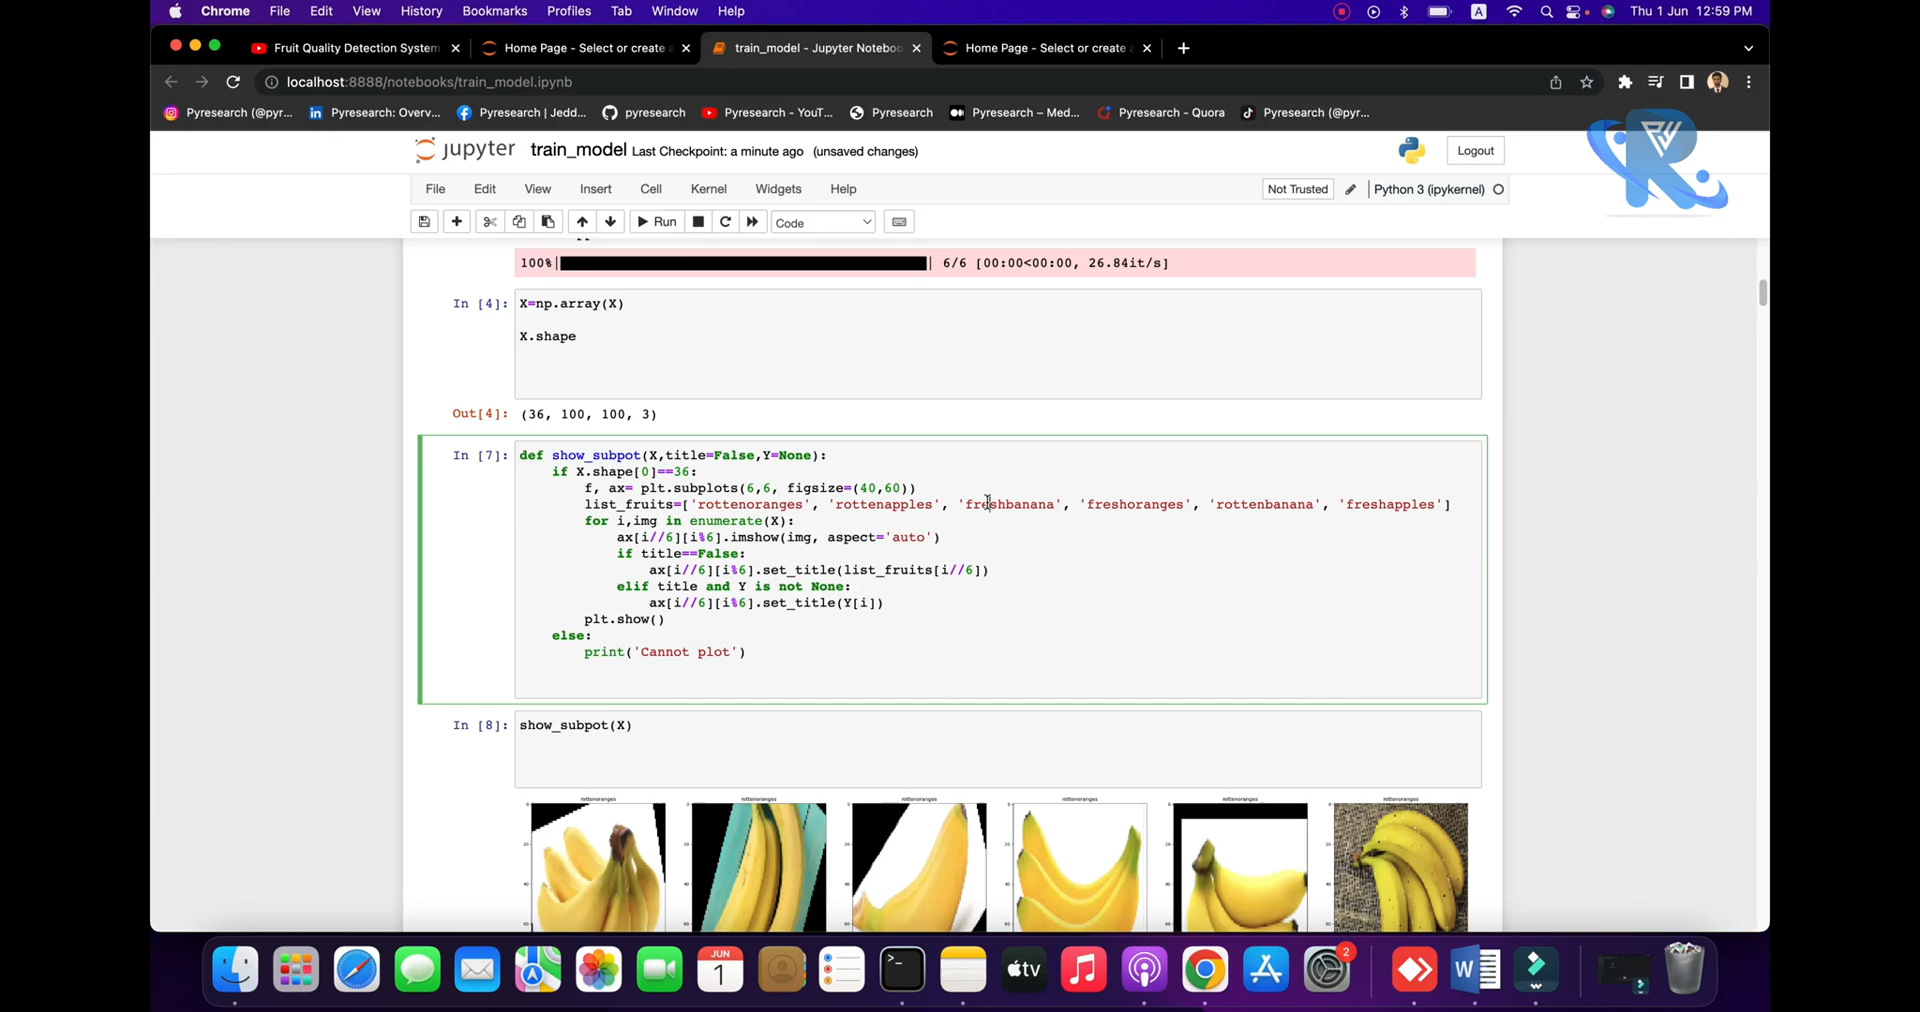 Chrome File Edit View History Bookmarks Profiles Tab Window Help A Thu 1 Jun 12:59 PM
Fruit Quality Detection System Home Page - Select or create a train_model - Jupyter Noteboo Home Page - Select or create a
localhost:8888/notebooks/train_model.ipynb
Pyresearch (@pyr... Pyresearch: Overv... Pyresearch | Jedd... pyresearch Pyresearch - YouT... Pyresearch Pyresearch – Med... Pyresearch - Quora Pyresearch (@pyr...
jupyter train_model Last Checkpoint: a minute ago (unsaved changes) Logout
File Edit View Insert Cell Kernel Widgets Help Not Trusted Python 3 (ipykernel)
Run Code
100%| | 6/6 [00:00<00:00, 26.84it/s]
In [4]: X=np.array(X)
X.shape
Out[4]: (36, 100, 100, 3)
In [7]: def show_subpot(X,title=False,Y=None):
if X.shape[0]==36:
f, ax= plt.subplots(6,6, figsize=(40,60))
list_fruits=['rottenoranges', 'rottenapples', 'freshbanana', 'freshoranges', 'rottenbanana', 'freshapples']
for i,img in enumerate(X):
ax[i//6][i%6].imshow(img, aspect='auto')
if title==False:
ax[i//6][i%6].set_title(list_fruits[i//6])
elif title and Y is not None:
ax[i//6][i%6].set_title(Y[i])
plt.show()
else:
print('Cannot plot')
In [8]: show_subpot(X)
rottenoranges rottenoranges rottenoranges rottenoranges rottenoranges rottenoranges
JUN
1
tv
2
W